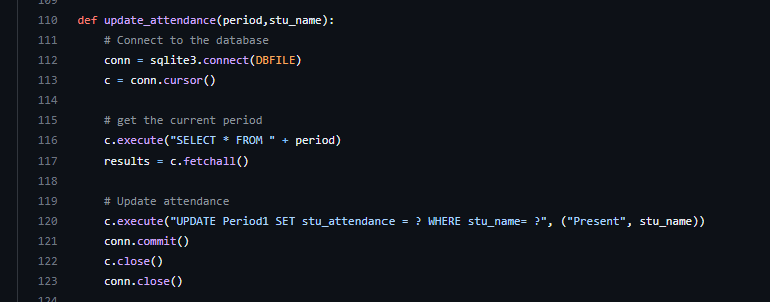 109
110 def update_attendance(period,stu_name):
111     # Connect to the database
112     conn = sqlite3.connect(DBFILE)
113     c = conn.cursor()
114
115     # get the current period
116     c.execute("SELECT * FROM " + period)
117     results = c.fetchall()
118
119     # Update attendance
120     c.execute("UPDATE Period1 SET stu_attendance = ? WHERE stu_name= ?", ("Present", stu_name))
121     conn.commit()
122     c.close()
123     conn.close()
124